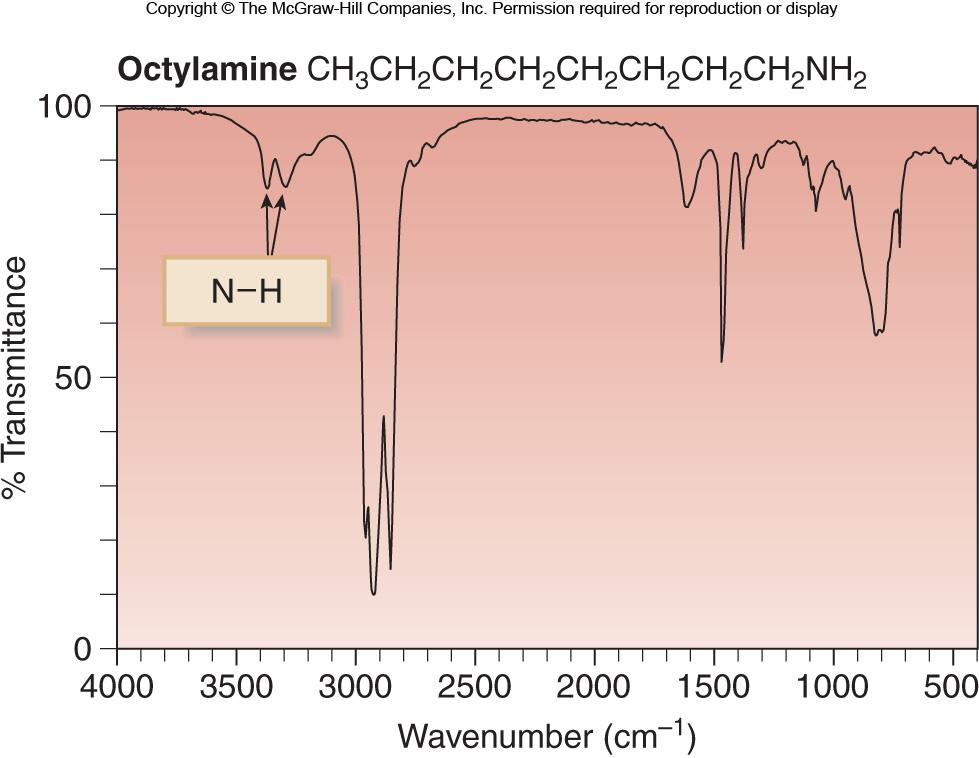 Copyright © The McGraw-Hill Companies, Inc. Permission required for reproduction or display
Octylamine CH₃CH₂CH₂CH₂CH₂CH₂CH₂CH₂NH₂
100
50
0
% Transmittance
N–H
4000 3500 3000 2500 2000 1500 1000 500
Wavenumber (cm⁻¹)